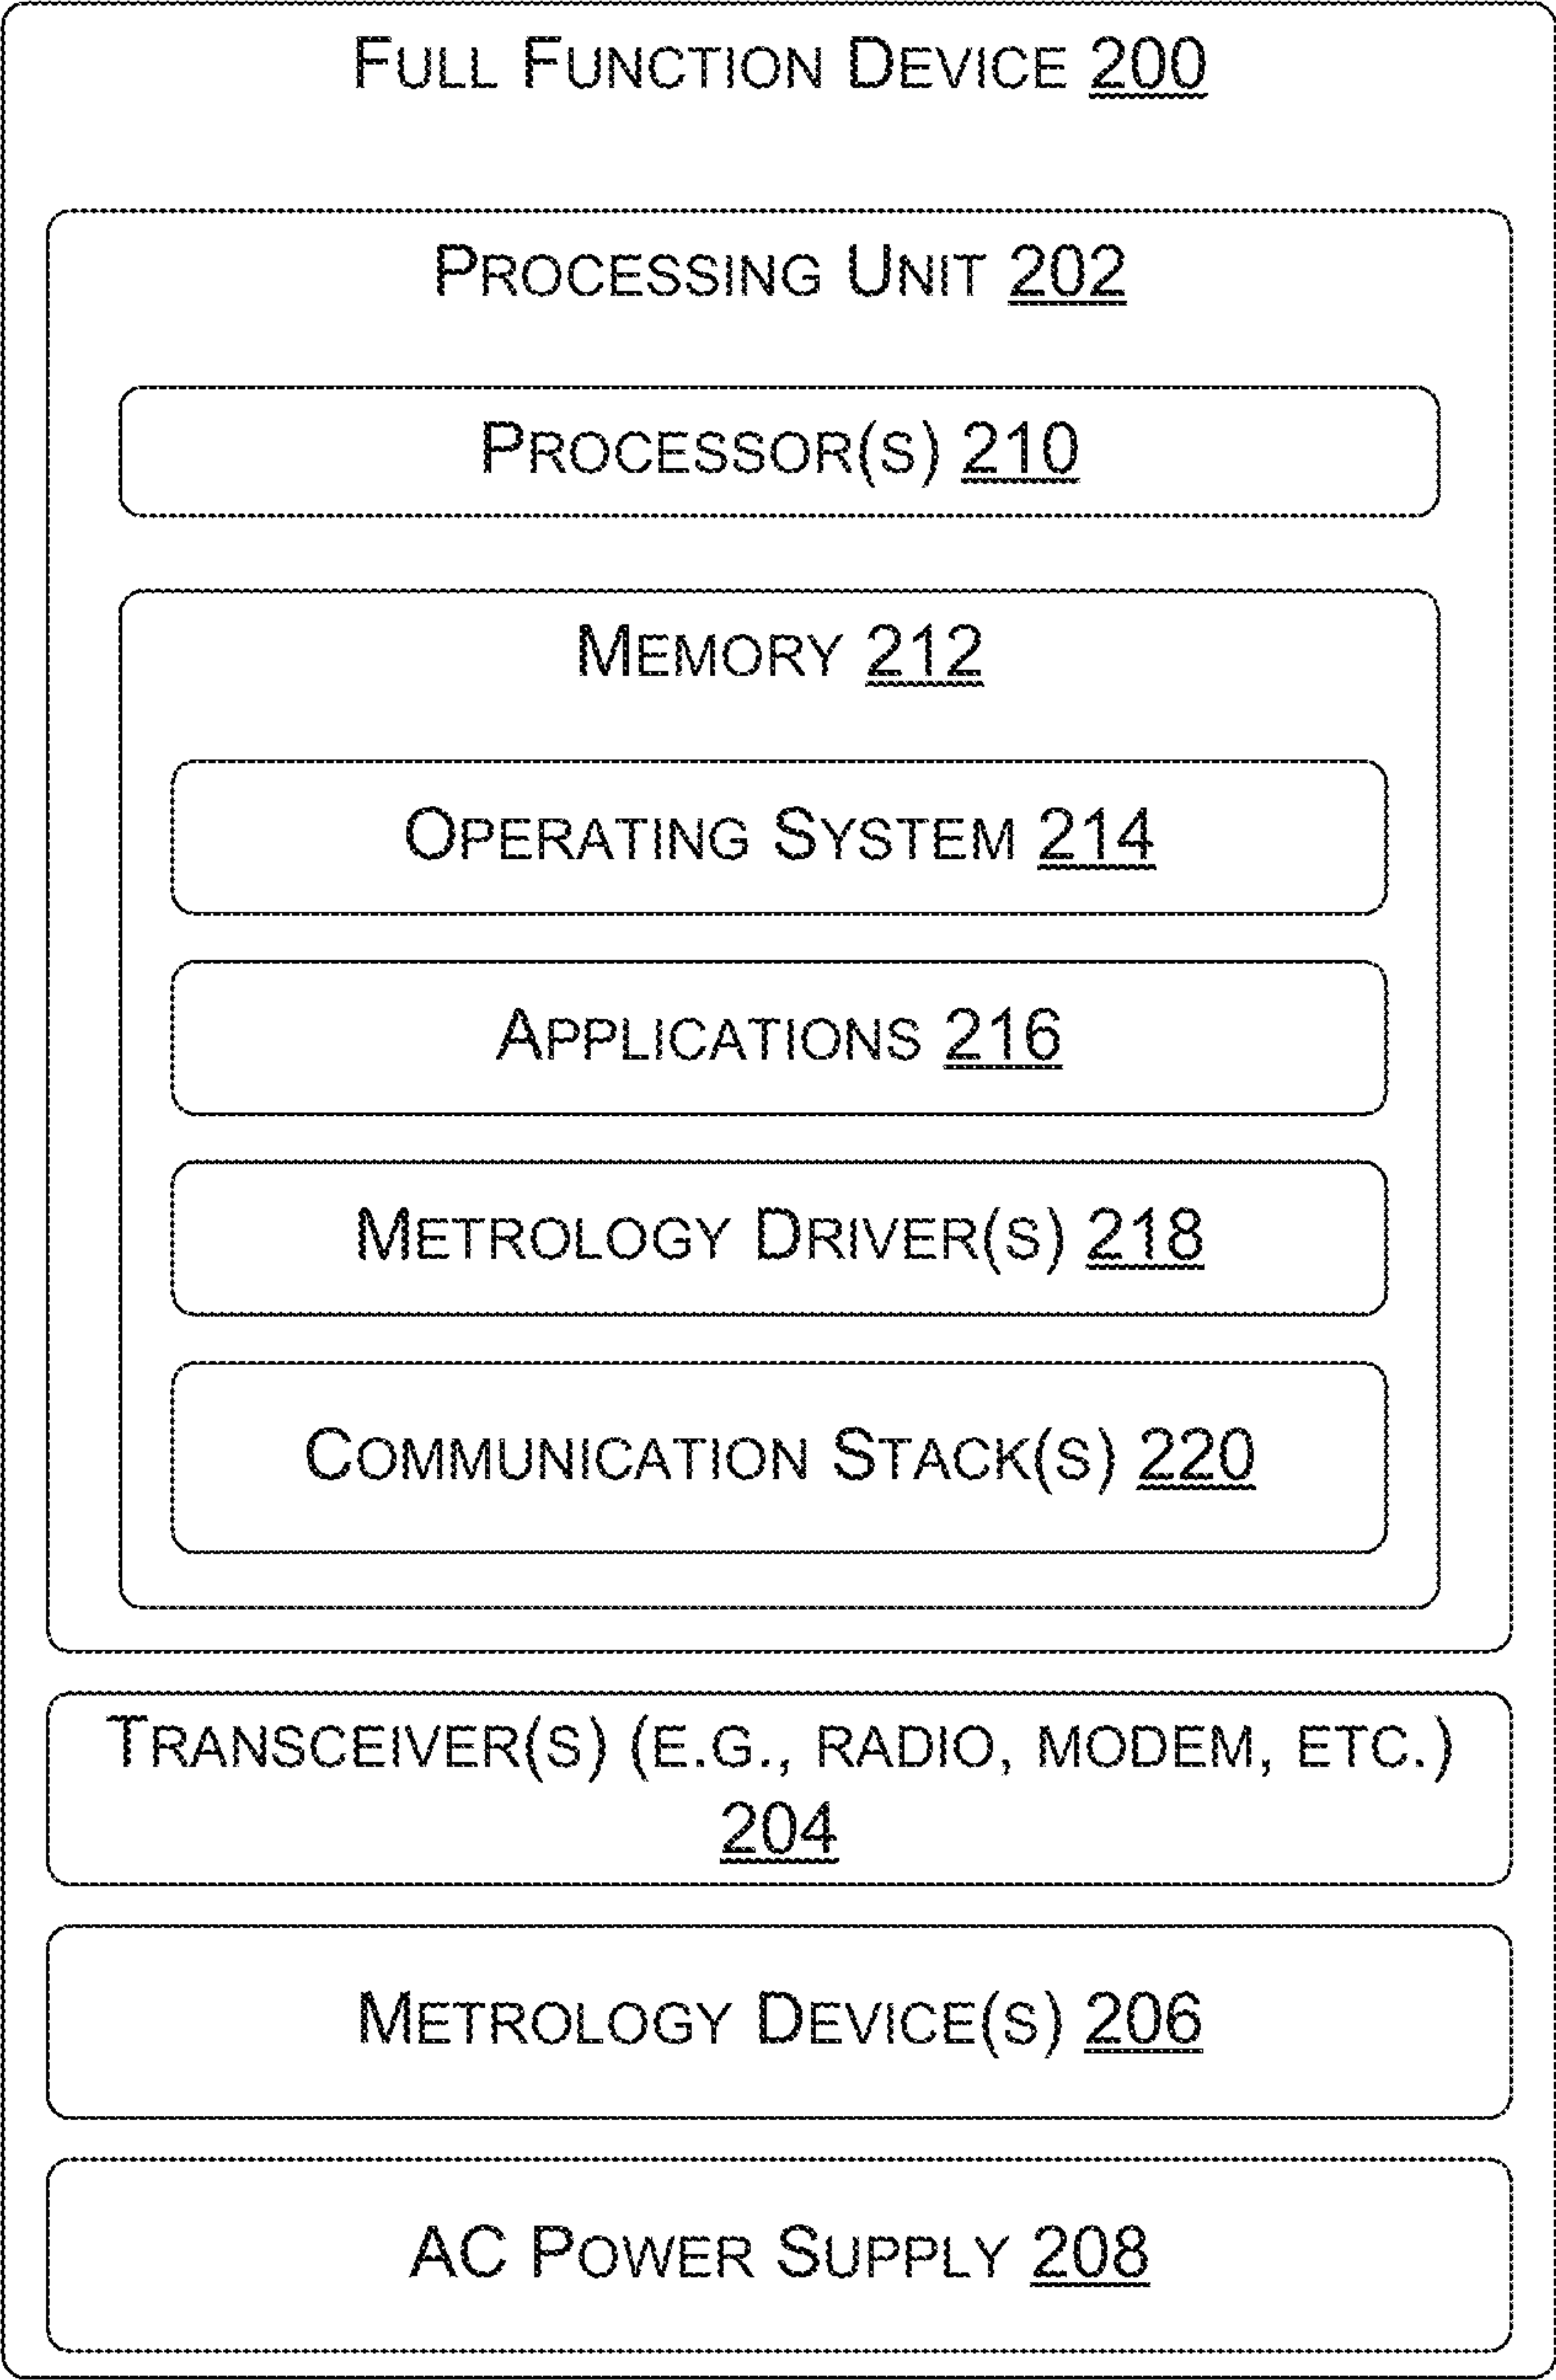 FULL FUNCTION DEVICE 200
PROCESSING UNIT 202
PROCESSOR(S) 210
MEMORY 212
OPERATING SYSTEM 214
APPLICATIONS 216
METROLOGY DRIVER(S) 218
COMMUNICATION STACK(S) 220
TRANSCEIVER(S) (E.G., RADIO, MODEM, ETC.)
204
METROLOGY DEVICE(S) 206
AC POWER SUPPLY 208